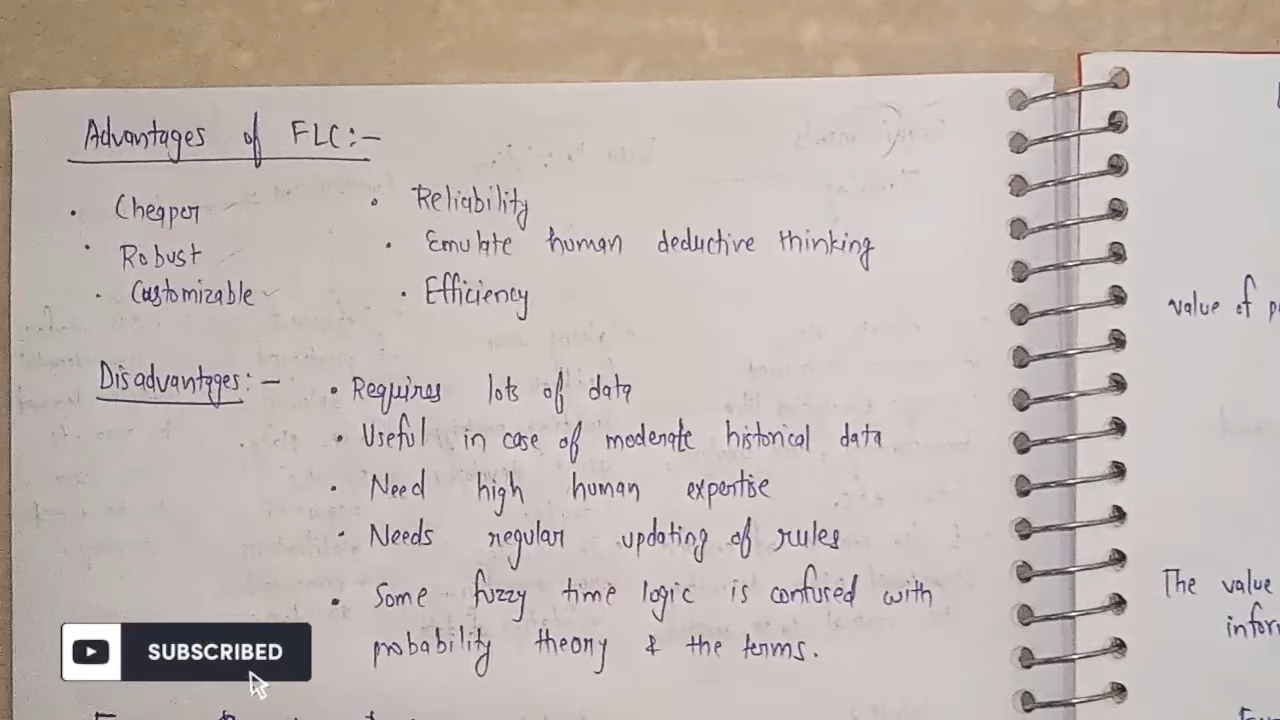 Advantages of FLC:-
• Cheaper
• Robust
• Customizable
• Reliability
• Emulate human deductive thinking
• Efficiency
Disadvantages:-
• Requires lots of data
• Useful in case of moderate historical data
• Need high human expertise
• Needs regular updating of rules
• Some fuzzy time logic is confused with
probability theory & the terms.
SUBSCRIBED
value of
The value